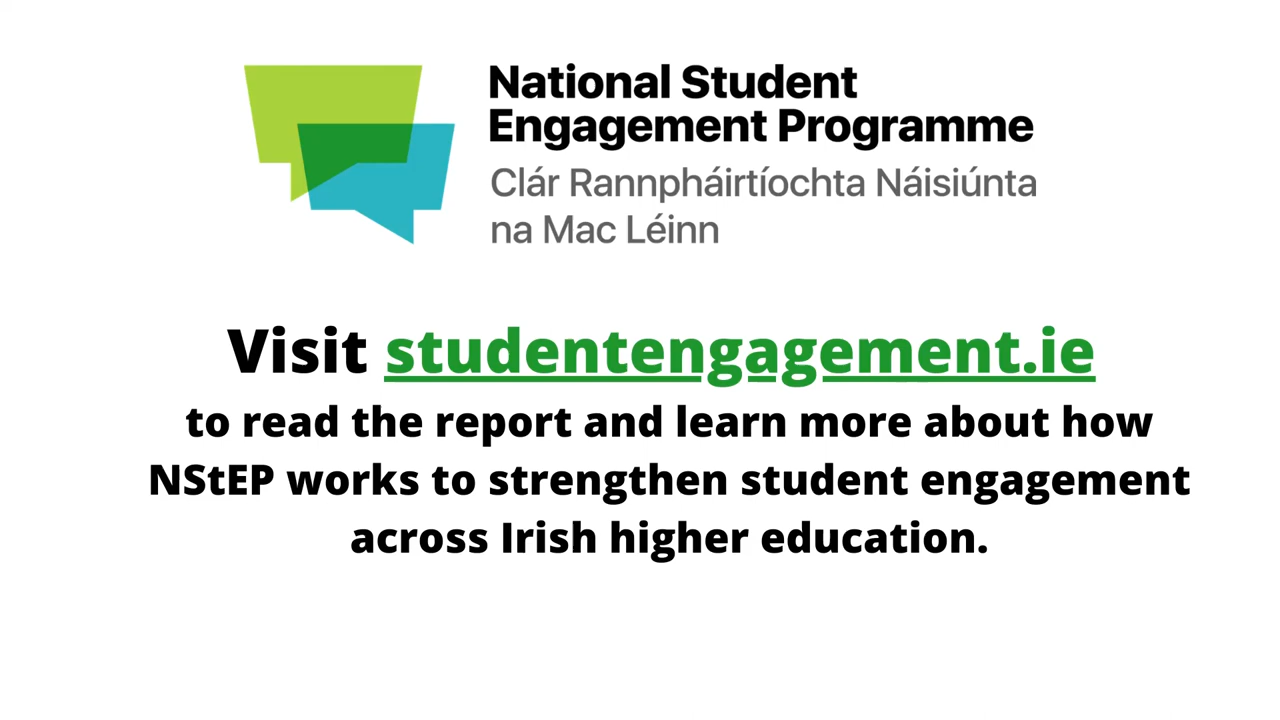 National Student
Engagement Programme
Clár Rannpháirtíochta Náisiúnta
na Mac Léinn
Visit studentengagement.ie
to read the report and learn more about how
NStEP works to strengthen student engagement
across Irish higher education.